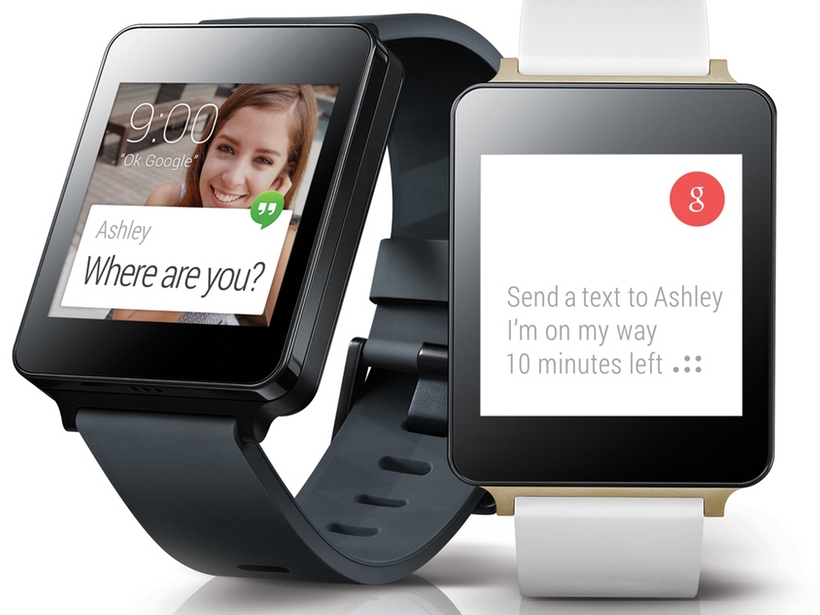 9:00
"Ok Google"
Ashley
Where are you?
g
Send a text to Ashley
I'm on my way
10 minutes left